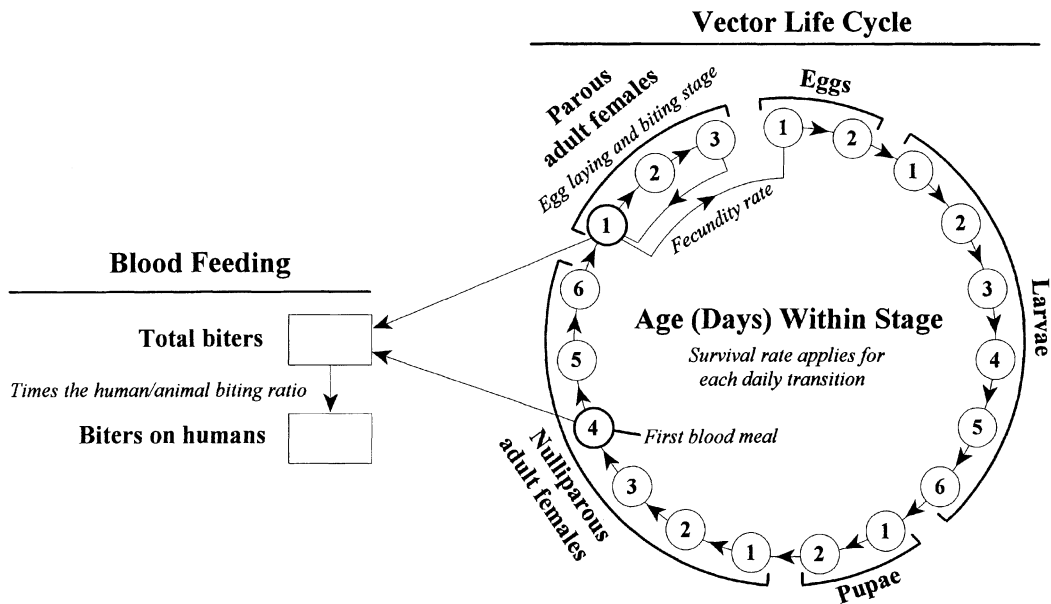 Vector Life Cycle
Parous
adult females
Egg laying and biting stage
1
2
3
Fecundity rate
Eggs
1
2
Larvae
1
2
3
4
5
6
Pupae
1
2
Nulliparous
adult females
1
2
3
4
5
6
First blood meal
Age (Days) Within Stage
Survival rate applies for
each daily transition
Blood Feeding
Total biters
Times the human/animal biting ratio
Biters on humans